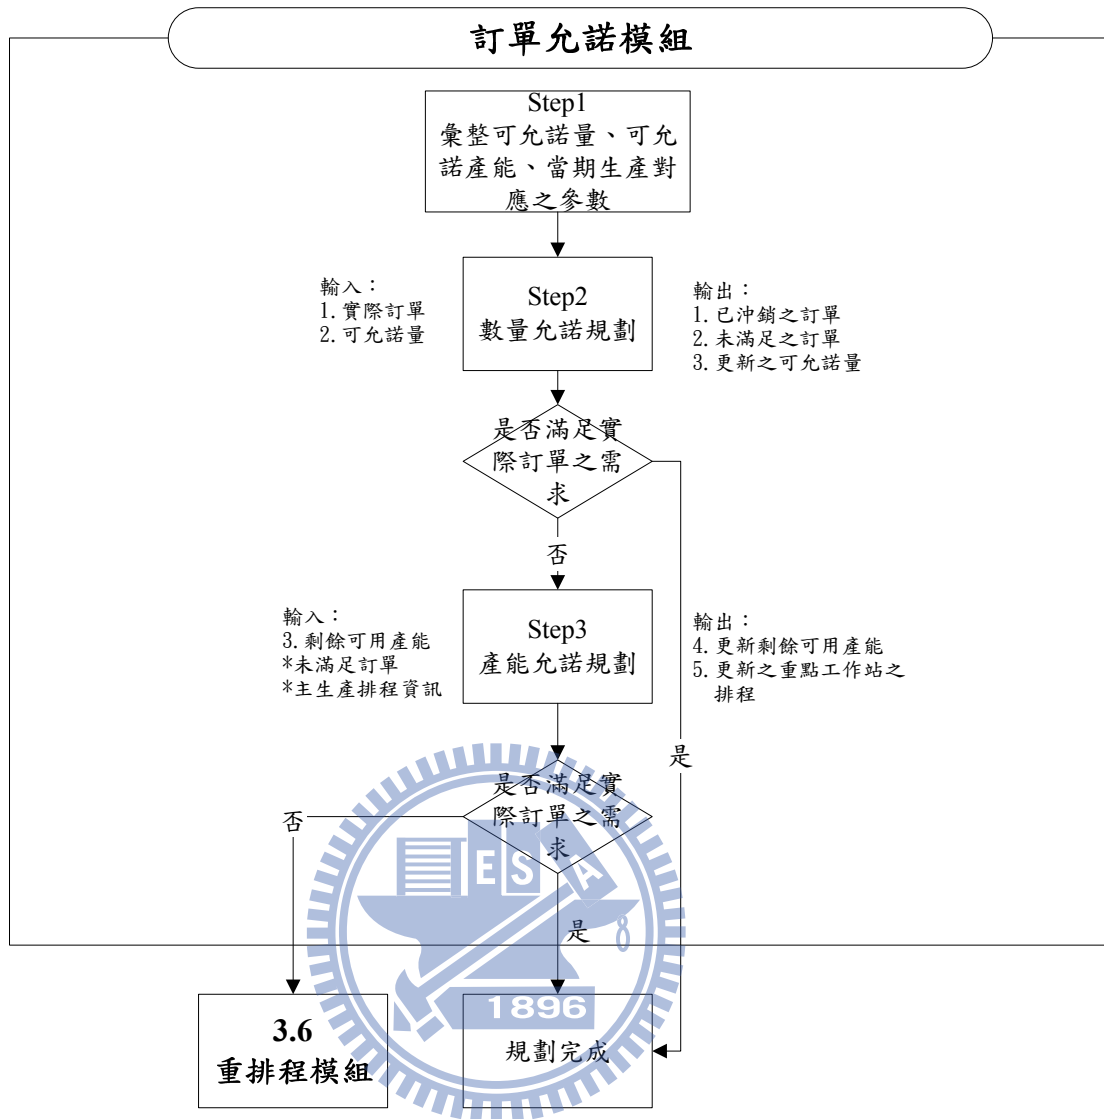 訂單允諾模組
Step1
彙整可允諾量、可允
諾產能、當期生產對
應之參數
輸入：
1.實際訂單
2.可允諾量
Step2
數量允諾規劃
輸出：
1.已沖銷之訂單
2.未滿足之訂單
3.更新之可允諾量
是否滿足實
際訂單之需
求
否
輸入：
3.剩餘可用產能
*未滿足訂單
*主生產排程資訊
Step3
產能允諾規劃
輸出：
4.更新剩餘可用產能
5.更新之重點工作站之
排程
是
是否滿足實
際訂單之需
求
否
ESA
是
8
1896
3.6
重排程模組
規劃完成